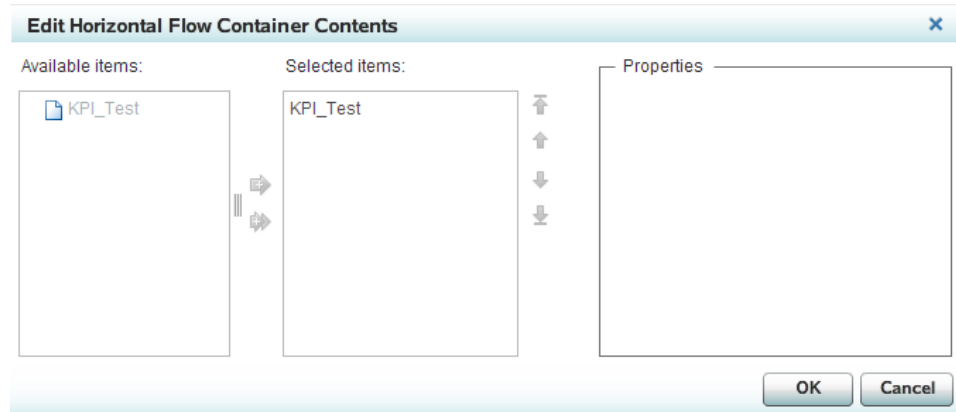 Edit Horizontal Flow Container Contents
Available items:
Selected items:
Properties
KPI_Test
KPI_Test
OK
Cancel